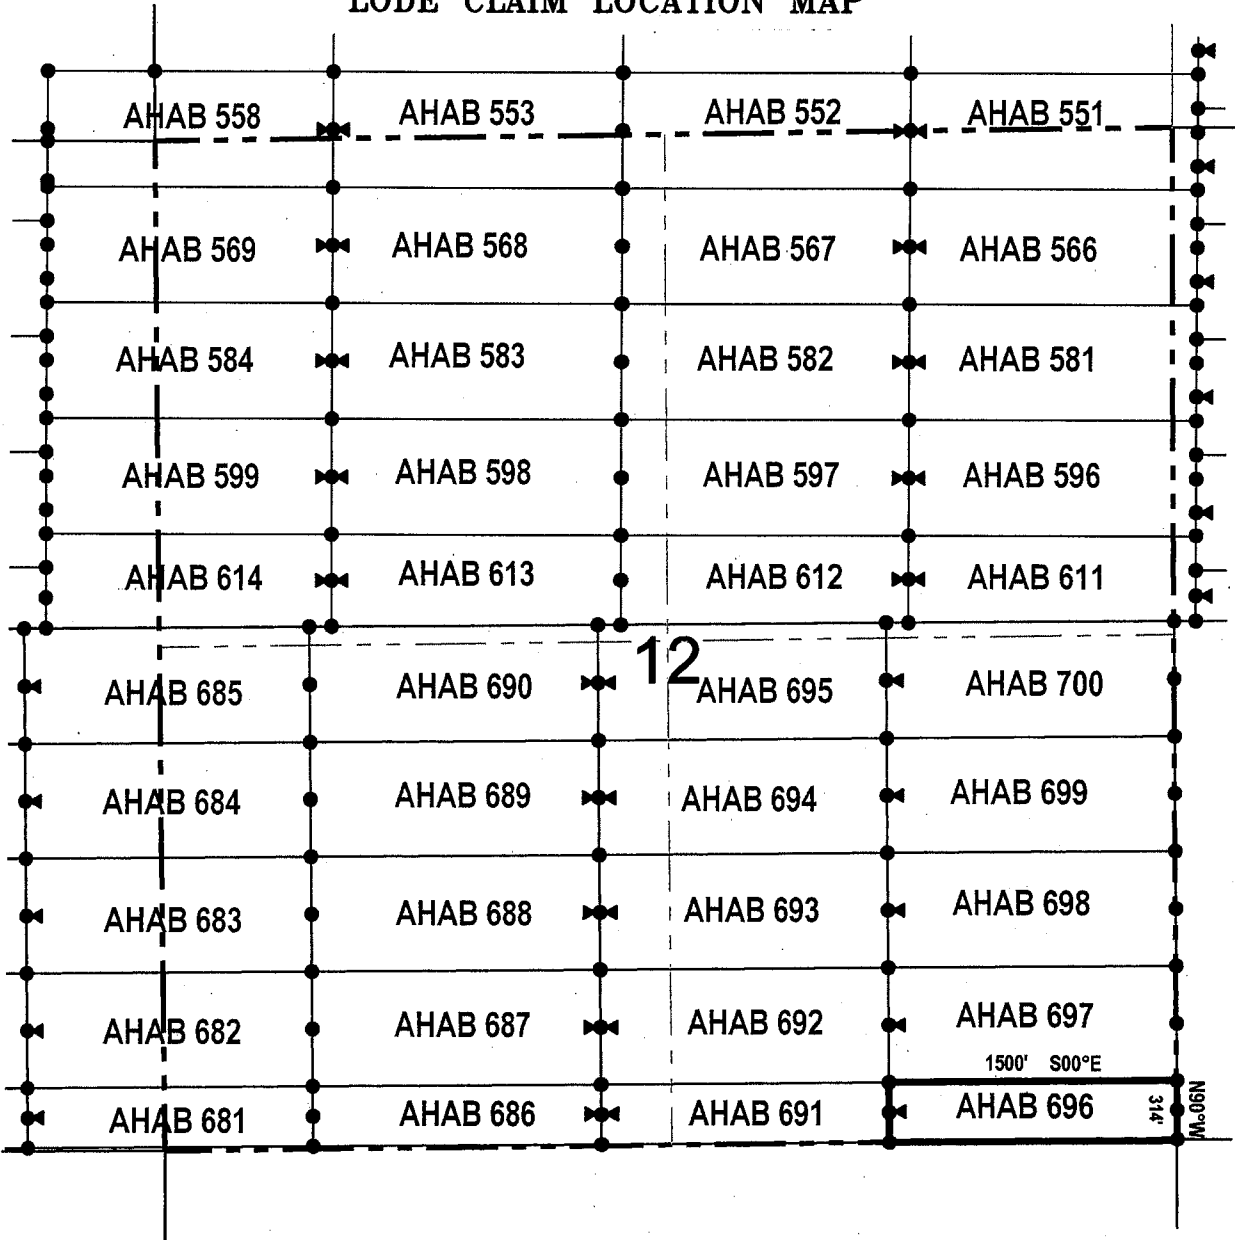 LODE CLAIM LOCATION MAP
AHAB 558 AHAB 553 AHAB 552 AHAB 551
AHAB 569 AHAB 568 AHAB 567 AHAB 566
AHAB 584 AHAB 583 AHAB 582 AHAB 581
AHAB 599 AHAB 598 AHAB 597 AHAB 596
AHAB 614 AHAB 613 AHAB 612 AHAB 611
12
AHAB 685 AHAB 690 AHAB 695 AHAB 700
AHAB 684 AHAB 689 AHAB 694 AHAB 699
AHAB 683 AHAB 688 AHAB 693 AHAB 698
AHAB 682 AHAB 687 AHAB 692 AHAB 697
1500' S00°E
AHAB 681 AHAB 686 AHAB 691 AHAB 696
314'
N90°W